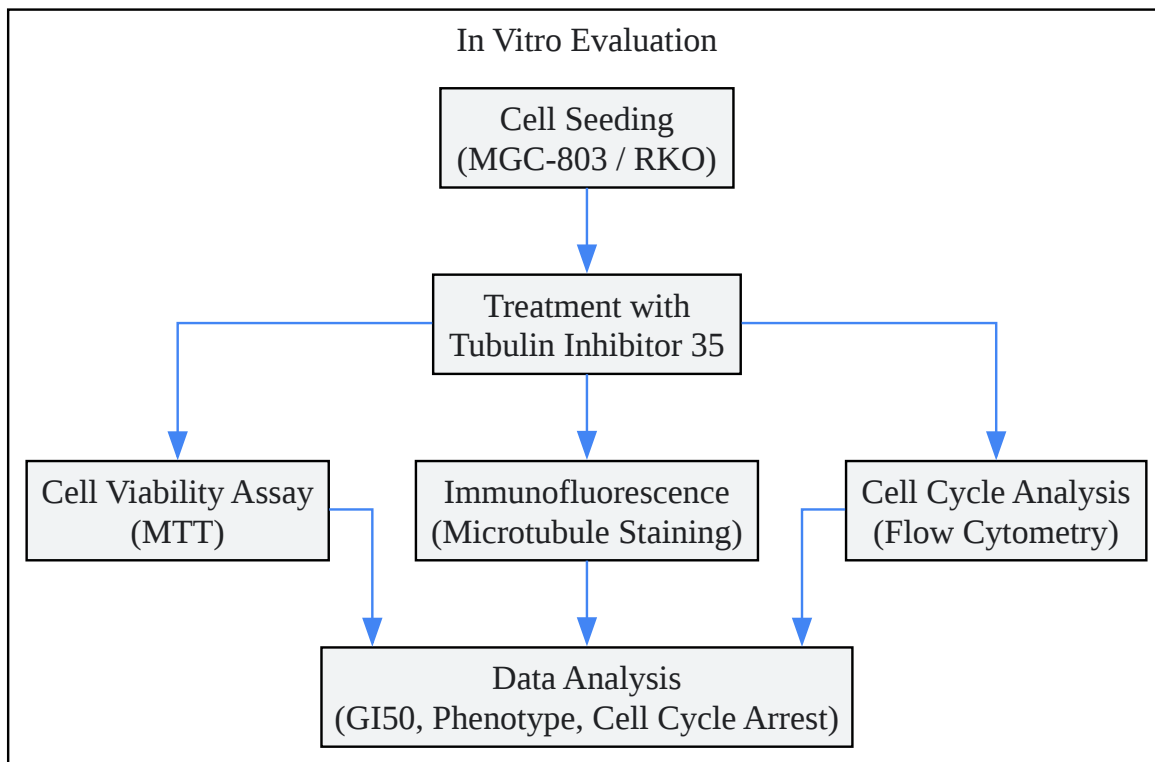 In Vitro Evaluation
Cell Seeding
(MGC-803 / RKO)
Treatment with
Tubulin Inhibitor 35
Cell Viability Assay
(MTT)
Immunofluorescence
(Microtubule Staining)
Cell Cycle Analysis
(Flow Cytometry)
Data Analysis
(GI50, Phenotype, Cell Cycle Arrest)